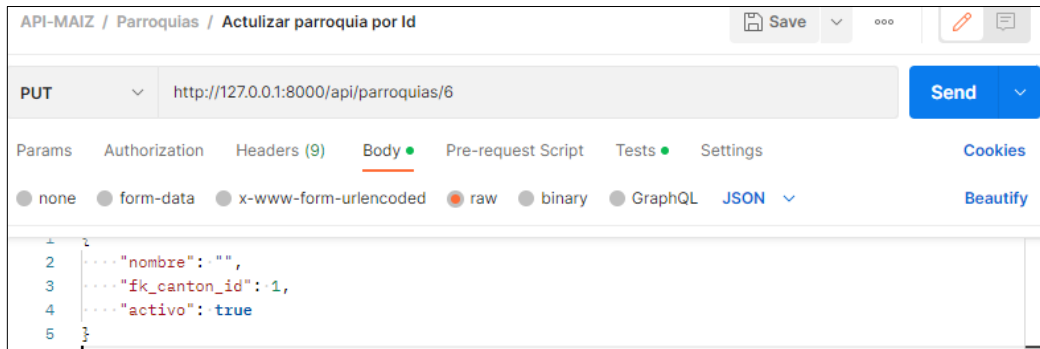 API-MAIZ / Parroquias / Actulizar parroquia por Id Save
PUT http://127.0.0.1:8000/api/parroquias/6 Send
Params Authorization Headers (9) Body Pre-request Script Tests Settings Cookies
none form-data x-www-form-urlencoded raw binary GraphQL JSON Beautify
1 {
2 "nombre": "",
3 "fk_canton_id": 1,
4 "activo": true
5 }